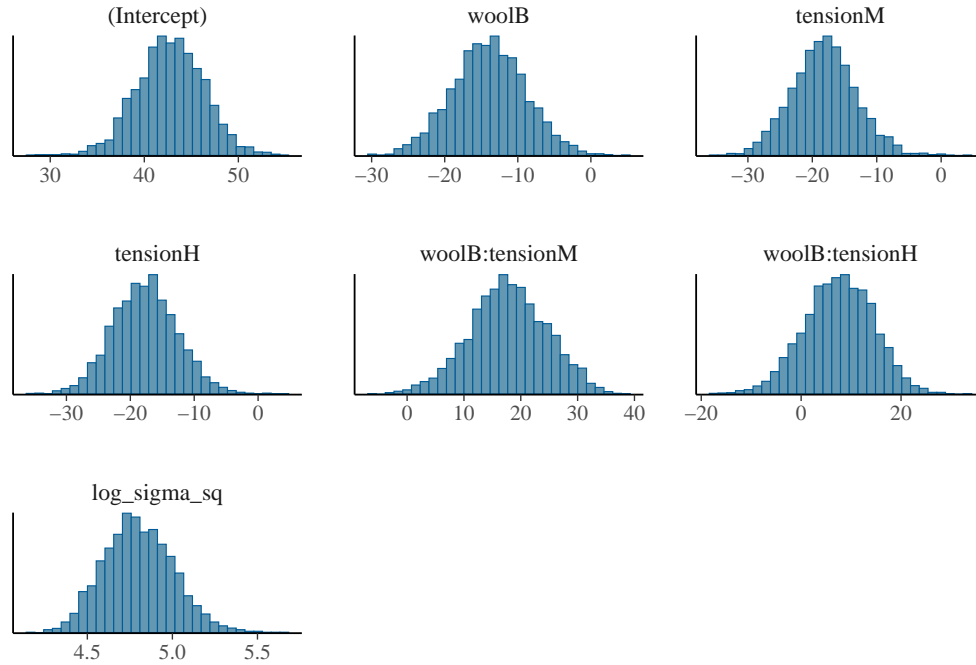 (Intercept)
woolB
tensionM
30 40 50
−30 −20 −10 0
−30 −20 −10 0
tensionH
woolB:tensionM
woolB:tensionH
−30 −20 −10 0
0 10 20 30 40
−20 0 20
log_sigma_sq
4.5 5.0 5.5